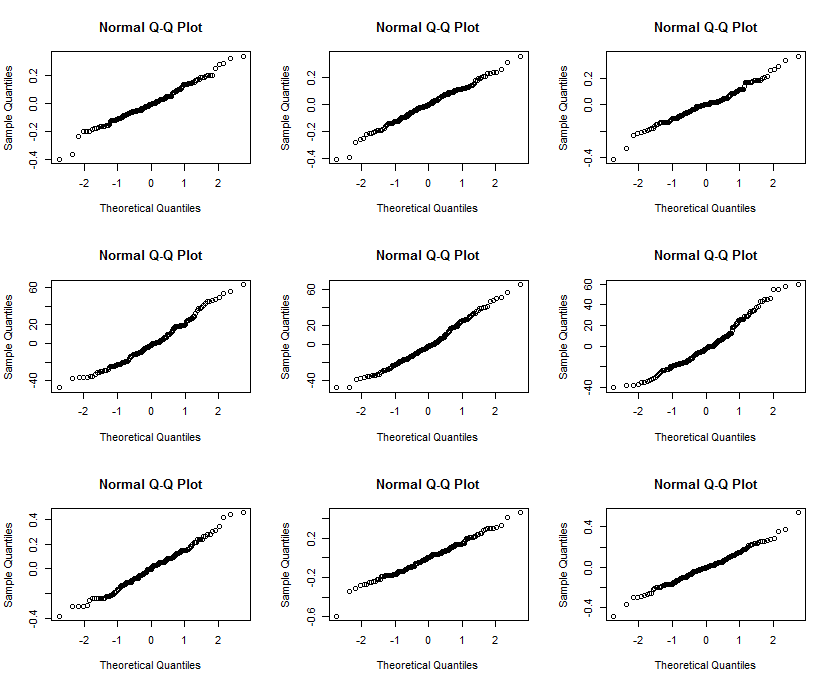 Normal Q-Q Plot Normal Q-Q Plot Normal Q-Q Plot
Sample Quantiles Sample Quantiles Sample Quantiles
-0.4 -0.2 0.0 0.2 -0.4 -0.2 0.0 0.2 -0.4 0.0 0.2
-2 -1 0 1 2 -2 -1 0 1 2 -2 -1 0 1 2
Theoretical Quantiles Theoretical Quantiles Theoretical Quantiles
Normal Q-Q Plot Normal Q-Q Plot Normal Q-Q Plot
Sample Quantiles Sample Quantiles Sample Quantiles
-40 0 20 60 -40 0 20 60 -40 0 20 40 60
-2 -1 0 1 2 -2 -1 0 1 2 -2 -1 0 1 2
Theoretical Quantiles Theoretical Quantiles Theoretical Quantiles
Normal Q-Q Plot Normal Q-Q Plot Normal Q-Q Plot
Sample Quantiles Sample Quantiles Sample Quantiles
-0.4 0.0 0.2 0.4 -0.6 -0.2 0.2 -0.4 0.0 0.4
-2 -1 0 1 2 -2 -1 0 1 2 -2 -1 0 1 2
Theoretical Quantiles Theoretical Quantiles Theoretical Quantiles